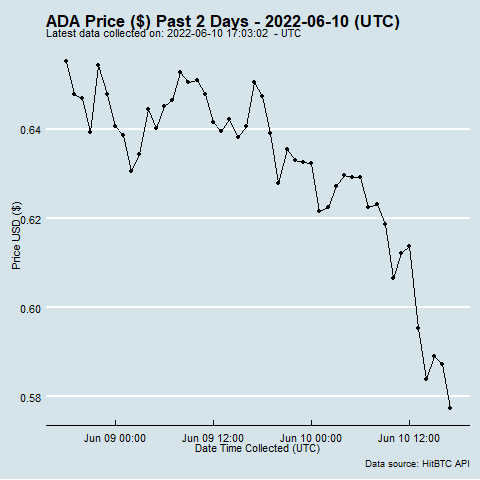 ADA Price ($) Past 2 Days - 2022-06-10 (UTC)
Latest data collected on: 2022-06-10 17:03:02  - UTC
Price USD ($)
0.64
0.62
0.60
0.58
Jun 09 00:00 Jun 09 12:00 Jun 10 00:00 Jun 10 12:00
Date Time Collected (UTC)
Data source: HitBTC API